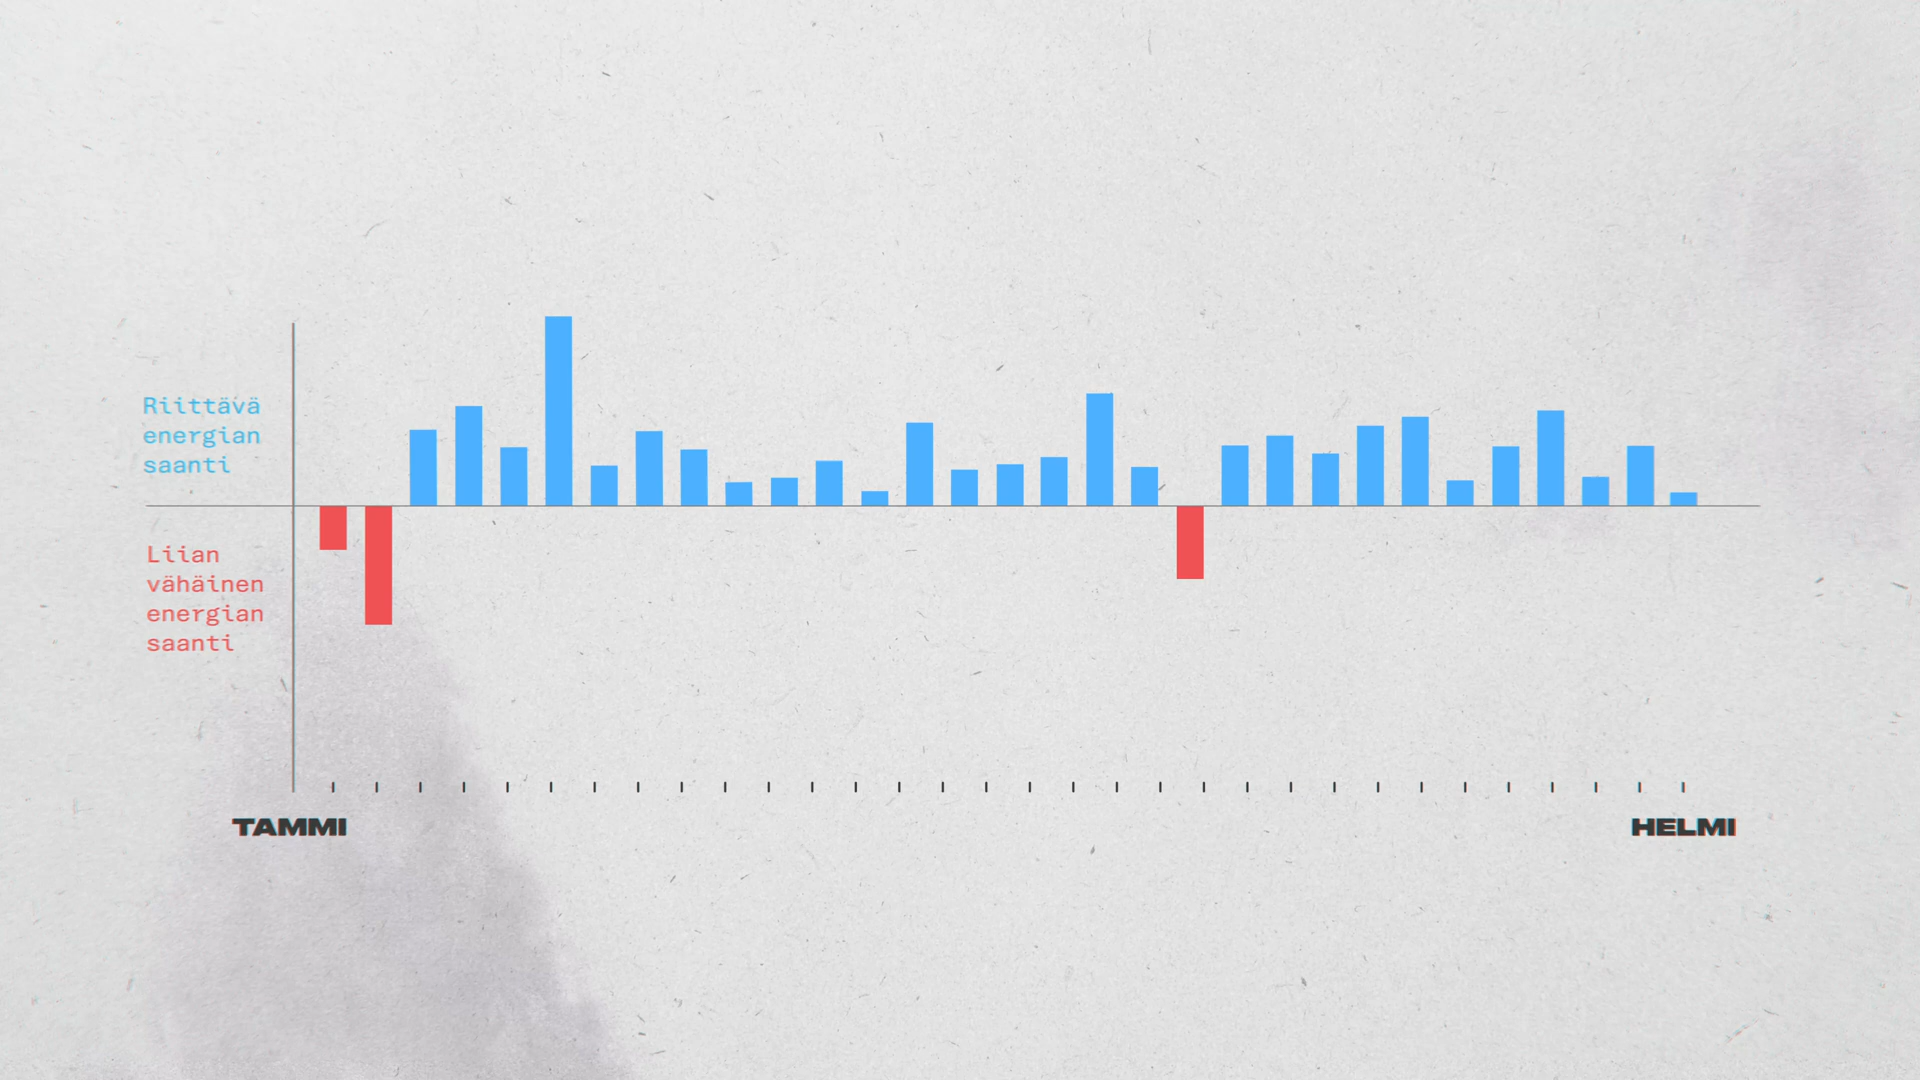 Riittävä
energian
saanti
Liian
vähäinen
energian
saanti
TAMMI
HELMI